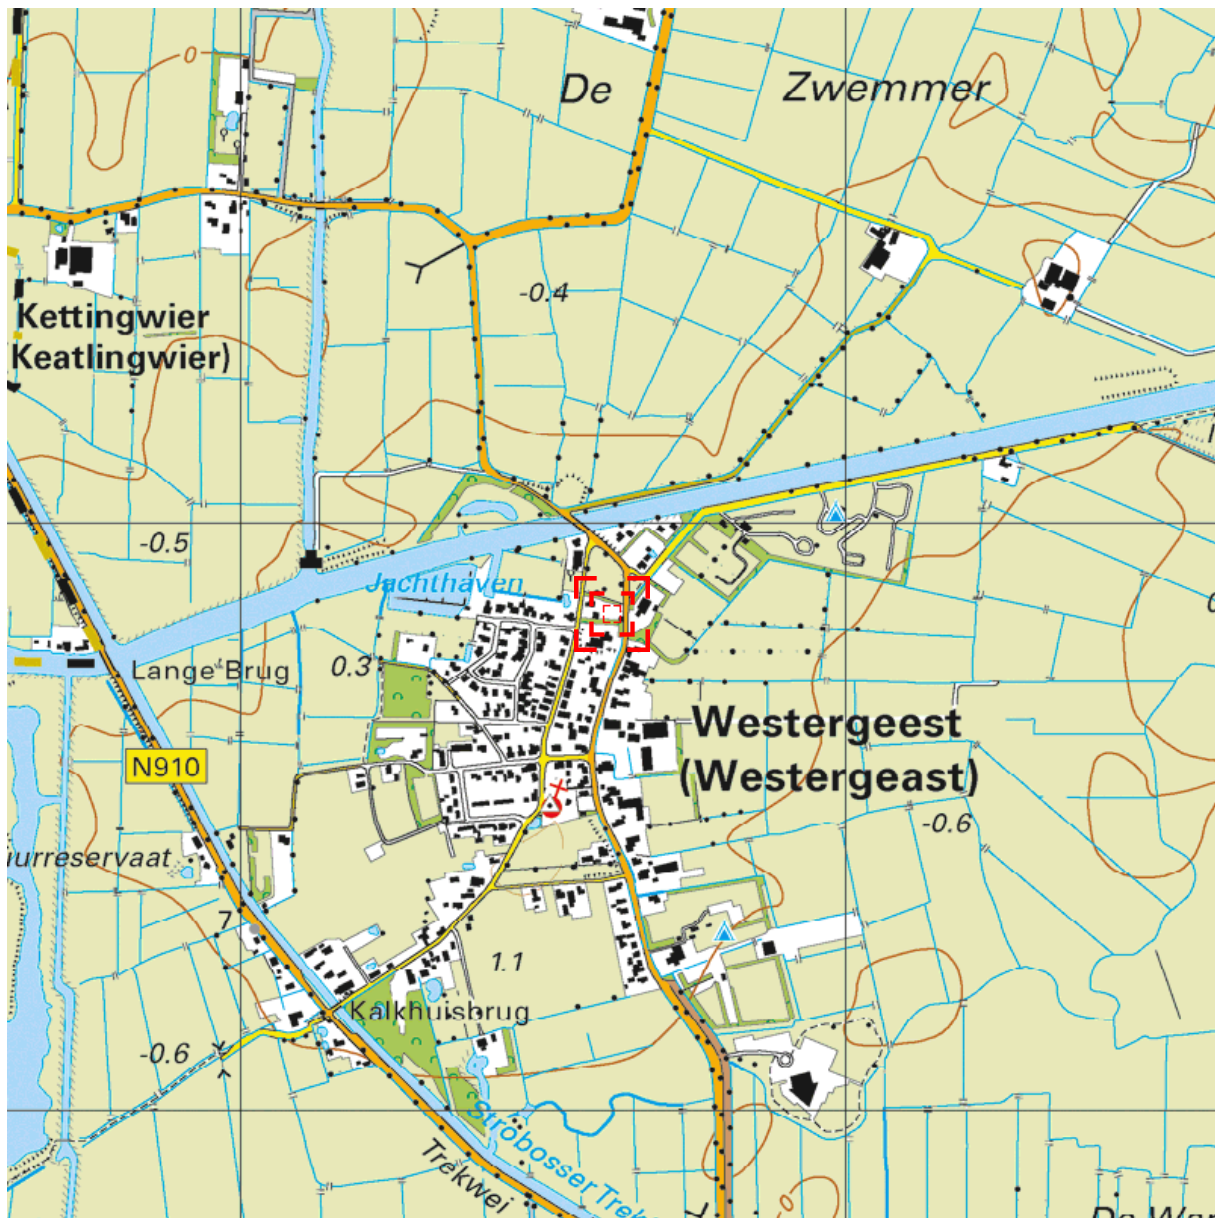 0
De Zwemmer
-0.4
Kettingwier
(Keatlingwier)
-0.5
Jachthaven
Lange Brug
0.3
N910
Westergeest
(Westergeast)
-0.6
7
1.1
Kalkhuisbrug
-0.6
Strobosser
Trekwei